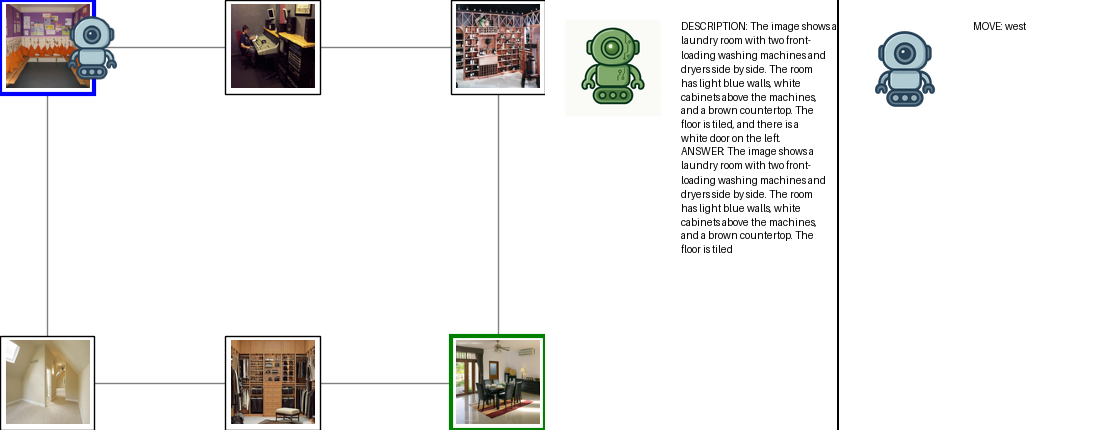 DESCRIPTION: The image shows a
laundry room with two front-
loading washing machines and
dryers side by side. The room
has light blue walls, white
cabinets above the machines,
and a brown countertop. The
floor is tiled, and there is a
white door on the left.
ANSWER: The image shows a
laundry room with two front-
loading washing machines and
dryers side by side. The room
has light blue walls, white
cabinets above the machines,
and a brown countertop. The
floor is tiled
MOVE: west